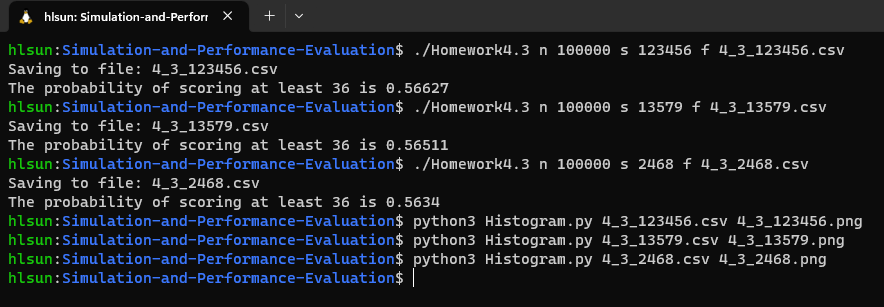 hlsun: Simulation-and-Perforr
hlsun:Simulation-and-Performance-Evaluation$ ./Homework4.3 n 100000 s 123456 f 4_3_123456.csv
Saving to file: 4_3_123456.csv
The probability of scoring at least 36 is 0.56627
hlsun:Simulation-and-Performance-Evaluation$ ./Homework4.3 n 100000 s 13579 f 4_3_13579.csv
Saving to file: 4_3_13579.csv
The probability of scoring at least 36 is 0.56511
hlsun:Simulation-and-Performance-Evaluation$ ./Homework4.3 n 100000 s 2468 f 4_3_2468.csv
Saving to file: 4_3_2468.csv
The probability of scoring at least 36 is 0.5634
hlsun:Simulation-and-Performance-Evaluation$ python3 Histogram.py 4_3_123456.csv 4_3_123456.png
hlsun:Simulation-and-Performance-Evaluation$ python3 Histogram.py 4_3_13579.csv 4_3_13579.png
hlsun:Simulation-and-Performance-Evaluation$ python3 Histogram.py 4_3_2468.csv 4_3_2468.png
hlsun:Simulation-and-Performance-Evaluation$